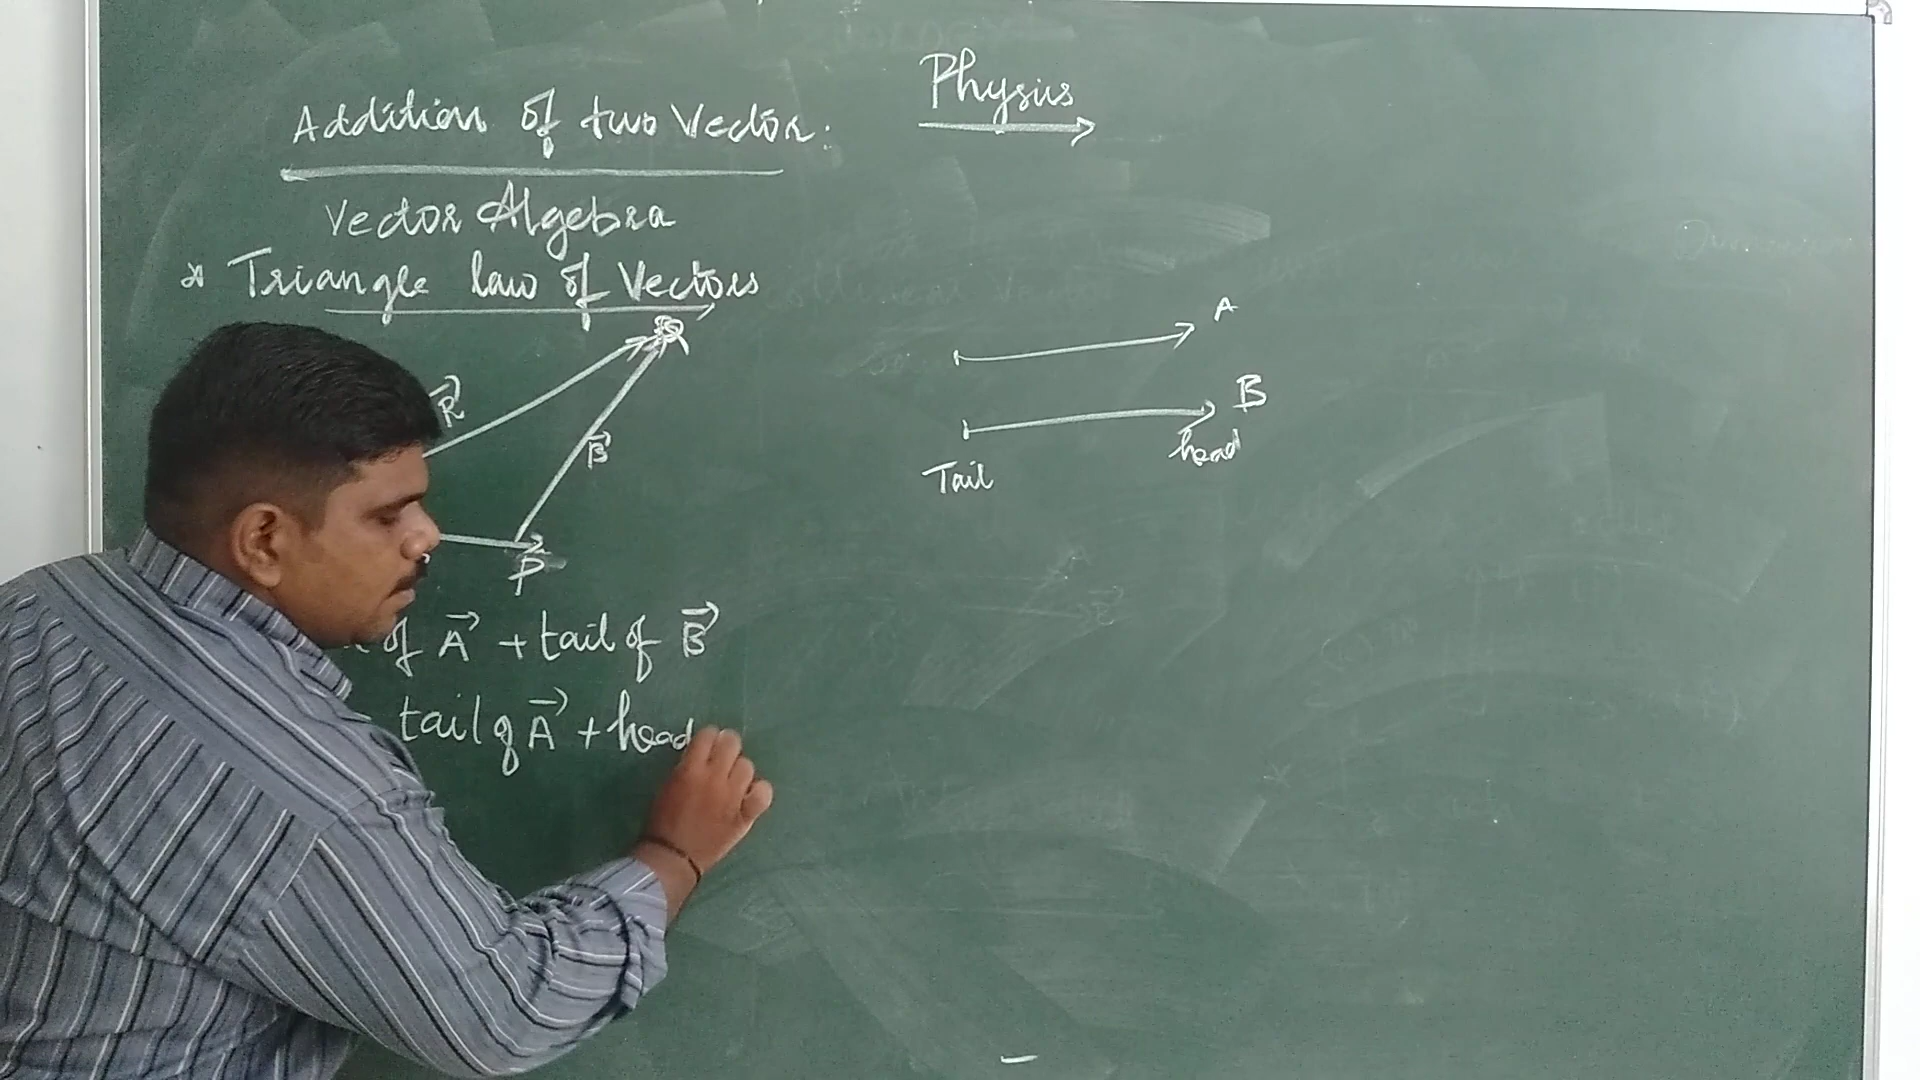 Physics
Addition of two Vector:
Vector Algebra
* Triangle law of Vectors
A
R
B
B
head
Tail
Q
P
of A + tail of B
tail of A + head